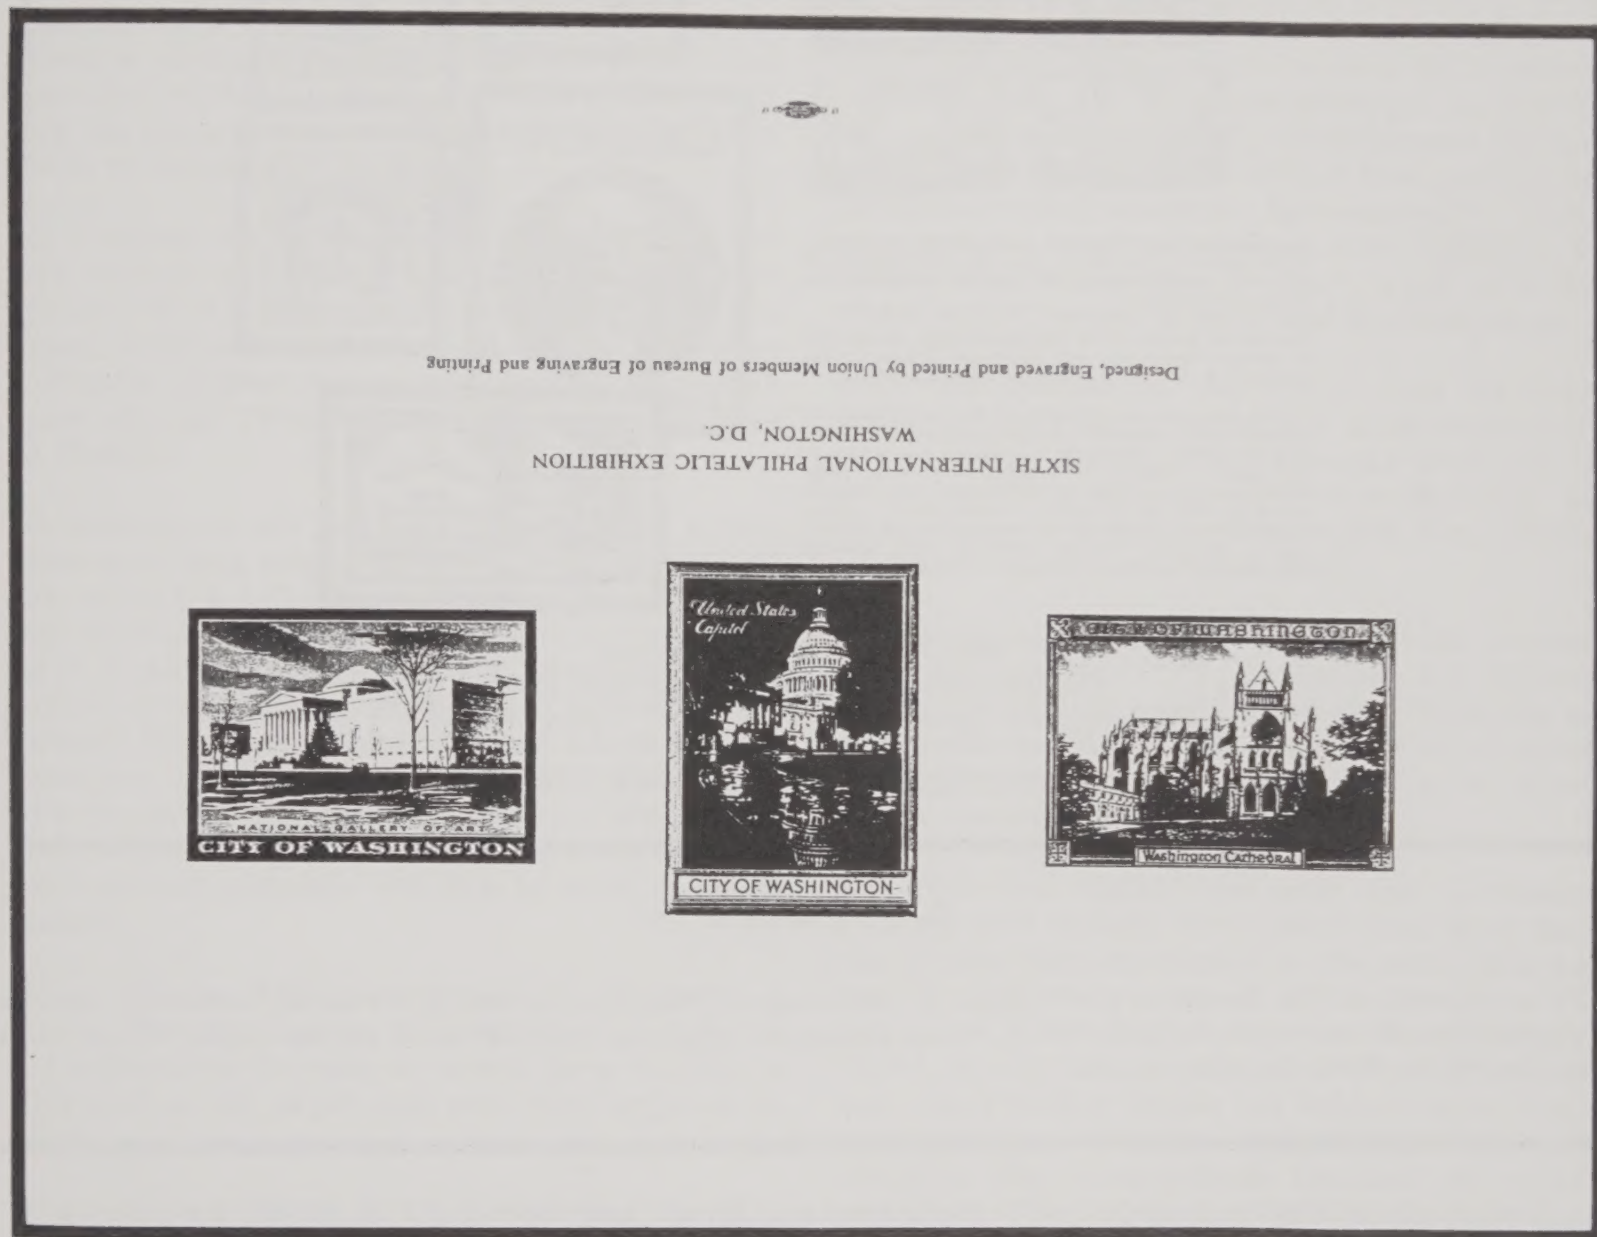 Designed, Engraved and Printed by Union Members of Bureau of Engraving and Printing
SIXTH INTERNATIONAL PHILATELIC EXHIBITION
WASHINGTON, D.C.
NATIONAL GALLERY OF ART
CITY OF WASHINGTON
United States
Capitol
CITY OF WASHINGTON
CITY OF WASHINGTON
Washington Cathedral